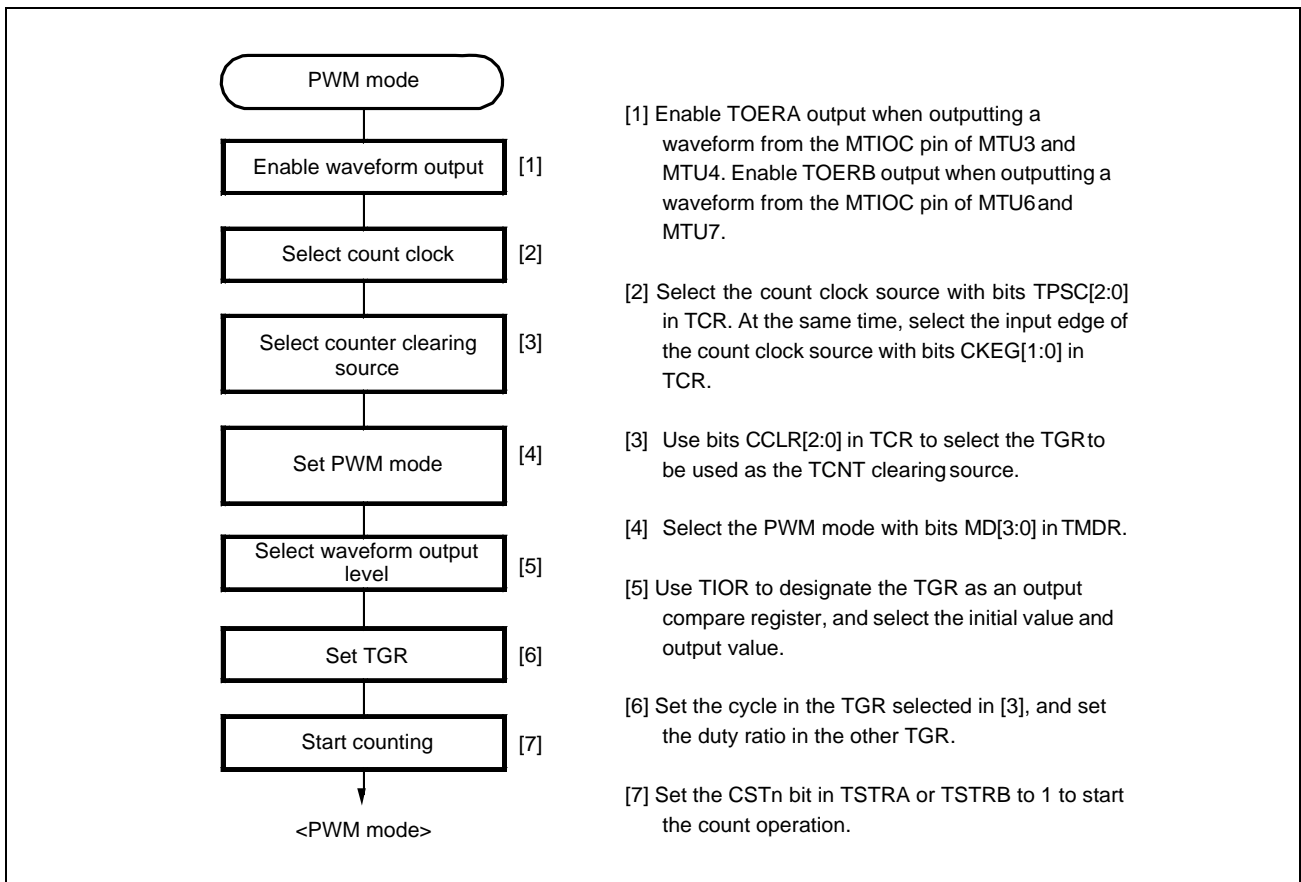 PWM mode
Enable waveform output [1]
Select count clock [2]
Select counter clearing [3]
source
Set PWM mode [4]
Select waveform output
level [5]
Set TGR [6]
Start counting [7]
<PWM mode>
[1] Enable TOERA output when outputting a
waveform from the MTIOC pin of MTU3 and
MTU4. Enable TOERB output when outputting a
waveform from the MTIOC pin of MTU6and
MTU7.
[2] Select the count clock source with bits TPSC[2:0]
in TCR. At the same time, select the input edge of
the count clock source with bits CKEG[1:0] in
TCR.
[3] Use bits CCLR[2:0] in TCR to select the TGRto
be used as the TCNT clearingsource.
[4] Select the PWM mode with bits MD[3:0] in TMDR.
[5] Use TIOR to designate the TGR as an output
compare register, and select the initial value and
output value.
[6] Set the cycle in the TGR selected in [3], and set
the duty ratio in the other TGR.
[7] Set the CSTn bit in TSTRA or TSTRB to 1 to start
the count operation.